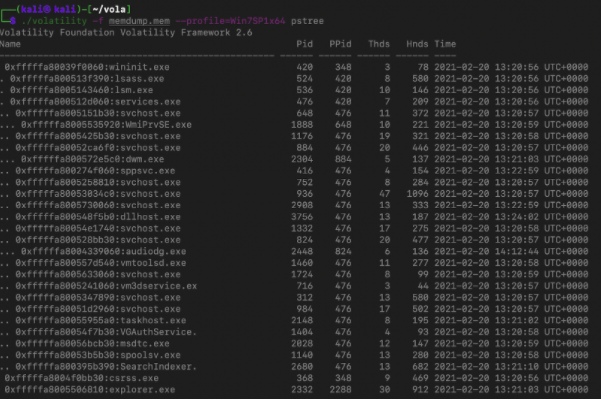 ┌──(kali㉿kali)-[~/vola]
└─$ ./volatility -f memdump.mem --profile=Win7SP1x64 pstree
Volatility Foundation Volatility Framework 2.6
Name Pid PPid Thds Hnds Time
0xfffffa80039f0060:wininit.exe 420 348 3 78 2021-02-20 13:20:56 UTC+0000
. 0xfffffa800513f390:lsass.exe 524 420 8 580 2021-02-20 13:20:56 UTC+0000
. 0xfffffa8005143460:lsm.exe 536 420 10 146 2021-02-20 13:20:56 UTC+0000
. 0xfffffa800512d060:services.exe 476 420 7 209 2021-02-20 13:20:56 UTC+0000
.. 0xfffffa8005151b30:svchost.exe 648 476 11 372 2021-02-20 13:20:57 UTC+0000
... 0xfffffa8005535920:WmiPrvSE.exe 1888 648 10 221 2021-02-20 13:20:59 UTC+0000
.. 0xfffffa8005425b30:svchost.exe 1176 476 19 321 2021-02-20 13:20:58 UTC+0000
.. 0xfffffa80052ca6f0:svchost.exe 884 476 20 446 2021-02-20 13:20:57 UTC+0000
... 0xfffffa800572e5c0:dwm.exe 2304 884 5 137 2021-02-20 13:21:03 UTC+0000
.. 0xfffffa800274f060:sppsvc.exe 416 476 4 154 2021-02-20 13:22:59 UTC+0000
.. 0xfffffa80052b8810:svchost.exe 752 476 8 284 2021-02-20 13:20:57 UTC+0000
.. 0xfffffa80053034c0:svchost.exe 936 476 47 1096 2021-02-20 13:20:57 UTC+0000
.. 0xfffffa8005730060:svchost.exe 2908 476 13 333 2021-02-20 13:22:59 UTC+0000
.. 0xfffffa800548f5b0:dllhost.exe 3756 476 13 187 2021-02-20 13:24:02 UTC+0000
.. 0xfffffa80054e1740:svchost.exe 1332 476 17 275 2021-02-20 13:20:58 UTC+0000
.. 0xfffffa800528bb30:svchost.exe 824 476 20 477 2021-02-20 13:20:57 UTC+0000
... 0xfffffa8004339060:audiodg.exe 2448 824 6 136 2021-02-20 14:12:44 UTC+0000
.. 0xfffffa800557d540:vmtoolsd.exe 1460 476 11 277 2021-02-20 13:20:58 UTC+0000
.. 0xfffffa8005633060:svchost.exe 1724 476 8 99 2021-02-20 13:20:59 UTC+0000
.. 0xfffffa8005241060:vm3dservice.ex 716 476 3 44 2021-02-20 13:20:57 UTC+0000
.. 0xfffffa8005347890:svchost.exe 312 476 13 580 2021-02-20 13:20:57 UTC+0000
.. 0xfffffa80051d2960:svchost.exe 984 476 17 502 2021-02-20 13:20:57 UTC+0000
.. 0xfffffa80055955a0:taskhost.exe 2148 476 8 195 2021-02-20 13:21:02 UTC+0000
.. 0xfffffa80054f7b30:VGAuthService. 1404 476 4 93 2021-02-20 13:20:58 UTC+0000
.. 0xfffffa80056bcb30:msdtc.exe 2028 476 12 147 2021-02-20 13:20:59 UTC+0000
.. 0xfffffa80053b5b30:spoolsv.exe 1140 476 13 280 2021-02-20 13:20:58 UTC+0000
.. 0xfffffa800395b390:SearchIndexer. 2680 476 13 682 2021-02-20 13:21:10 UTC+0000
0xfffffa8004f0bb30:csrss.exe 368 348 9 469 2021-02-20 13:20:56 UTC+0000
0xfffffa8005506810:explorer.exe 2332 2288 30 912 2021-02-20 13:21:03 UTC+0000